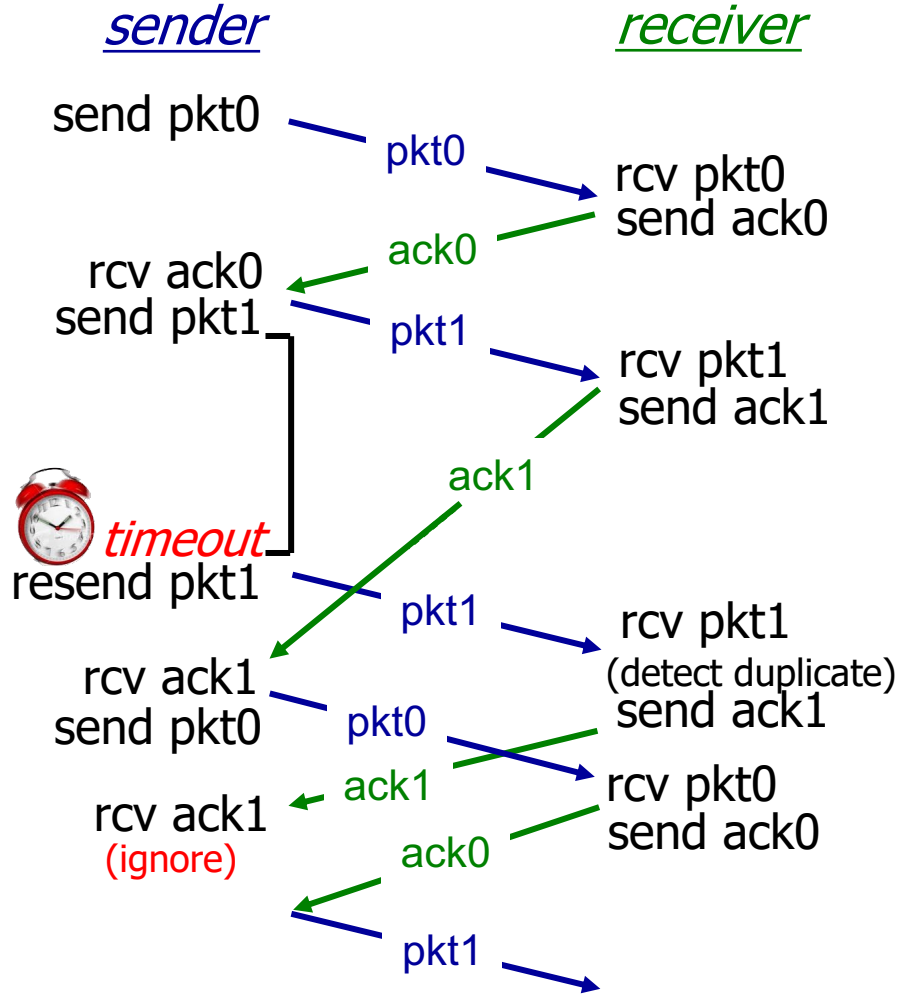 sender
receiver
send pkt0
pkt0
rcv pkt0
send ack0
ack0
rcv ack0
send pkt1
pkt1
rcv pkt1
send ack1
ack1
timeout
resend pkt1
pkt1
rcv pkt1
(detect duplicate)
send ack1
rcv ack1
send pkt0
pkt0
ack1
rcv pkt0
send ack0
rcv ack1
(ignore)
ack0
pkt1